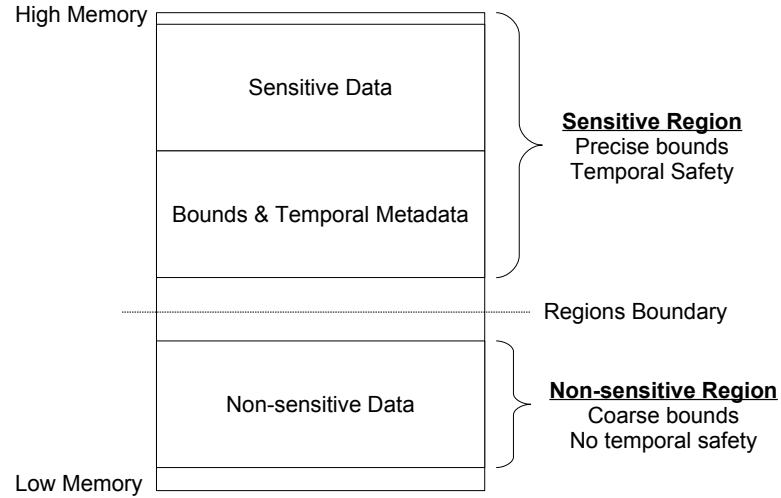 High Memory
Sensitive Data
Sensitive Region
Precise bounds
Temporal Safety
Bounds & Temporal Metadata
Regions Boundary
Non-sensitive Data
Non-sensitive Region
Coarse bounds
No temporal safety
Low Memory